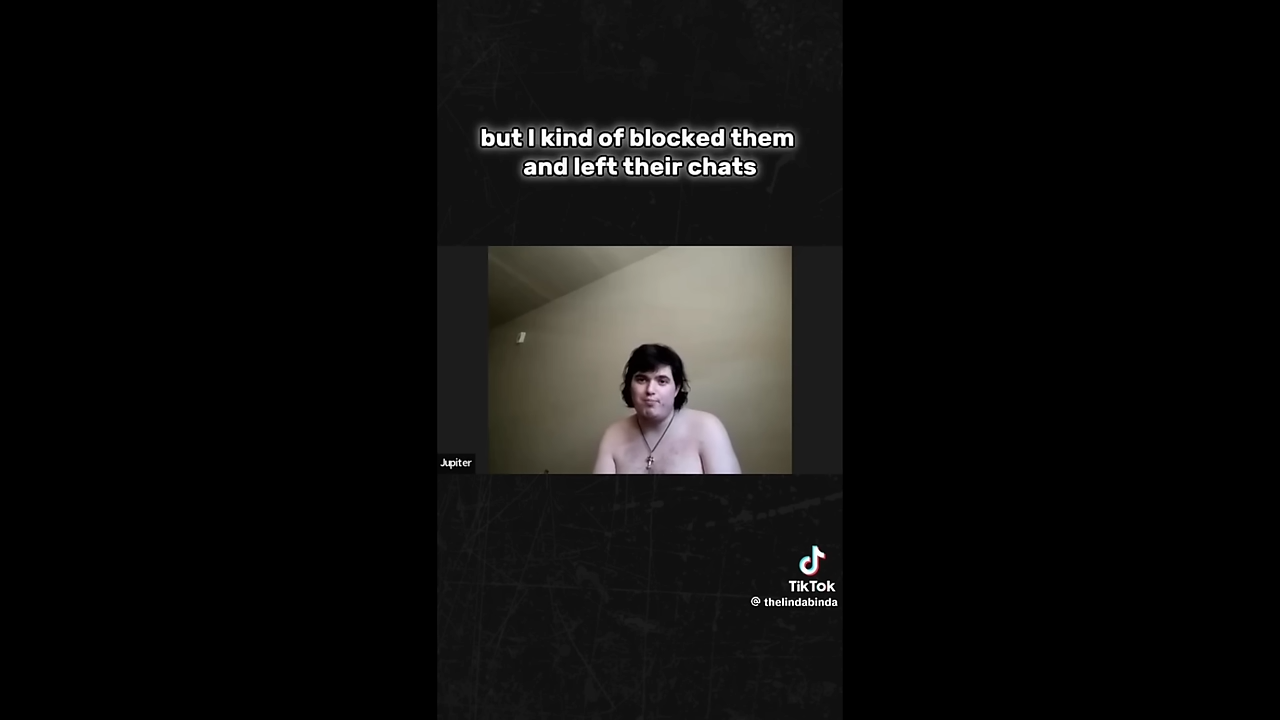 but I kind of blocked them
and left their chats
Jupiter
TikTok
@ thelindabinda